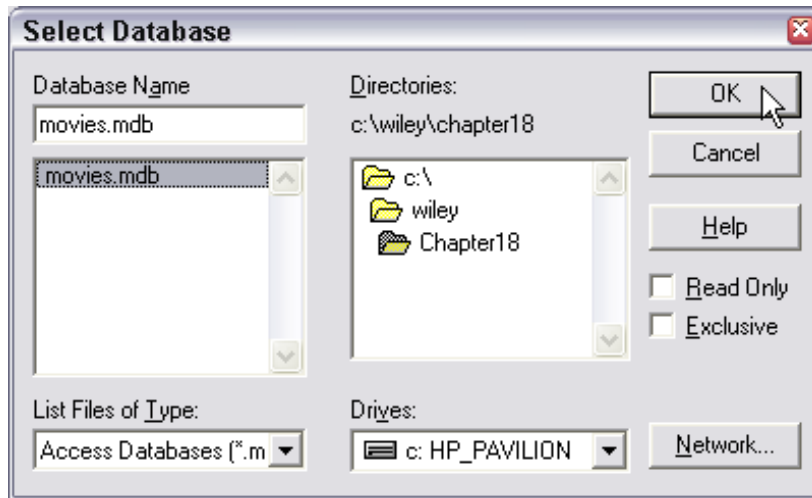 Select Database
Database Name
movies.mdb
movies.mdb
List Files of Type:
Access Databases (*.m
Directories:
c:\wiley\chapter18
c:\
wiley
Chapter18
Drives:
c: HP_PAVILION
OK
Cancel
Help
Read Only
Exclusive
Network...